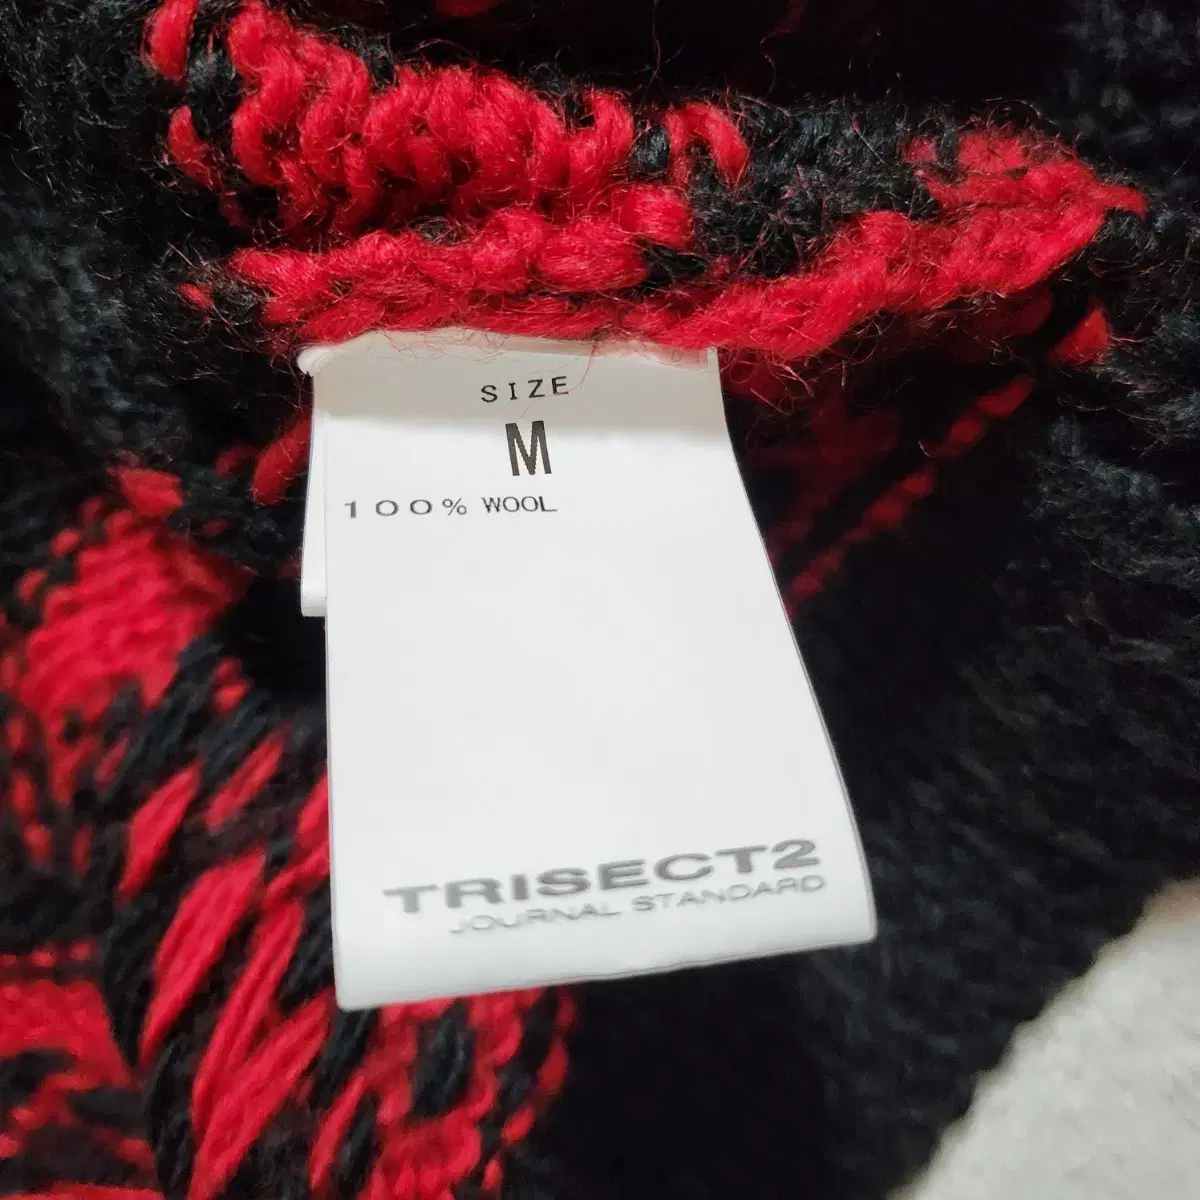 SIZE
M
100% WOOL
TRISECT2
JOURNAL STANDARD